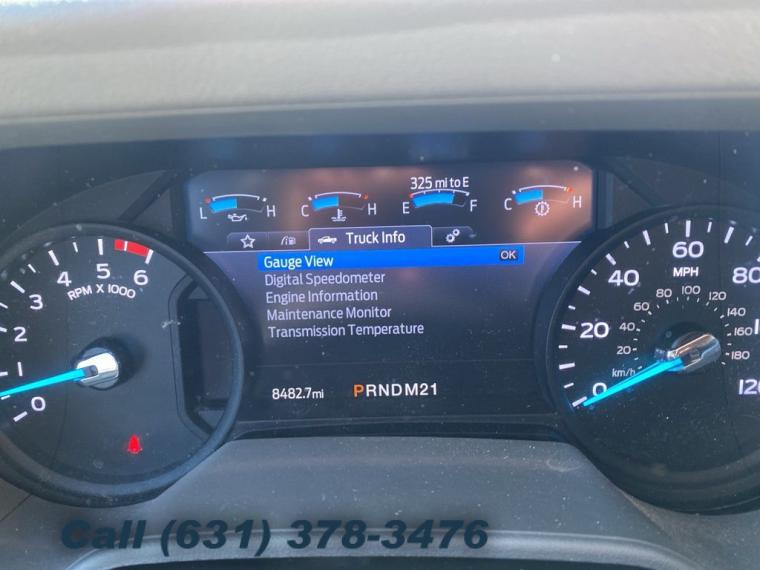 325 mi to E
L H
C H
E F
C H
Truck Info
Gauge View OK
Digital Speedometer
Engine Information
Maintenance Monitor
Transmission Temperature
8482.7mi PRNDM21
0 1 2 3 4 5 6
RPM X 1000
0 20 40 60 80 120
MPH
20 40 60 80 100 120 140 160 180
km/h
Call (631) 378-3476